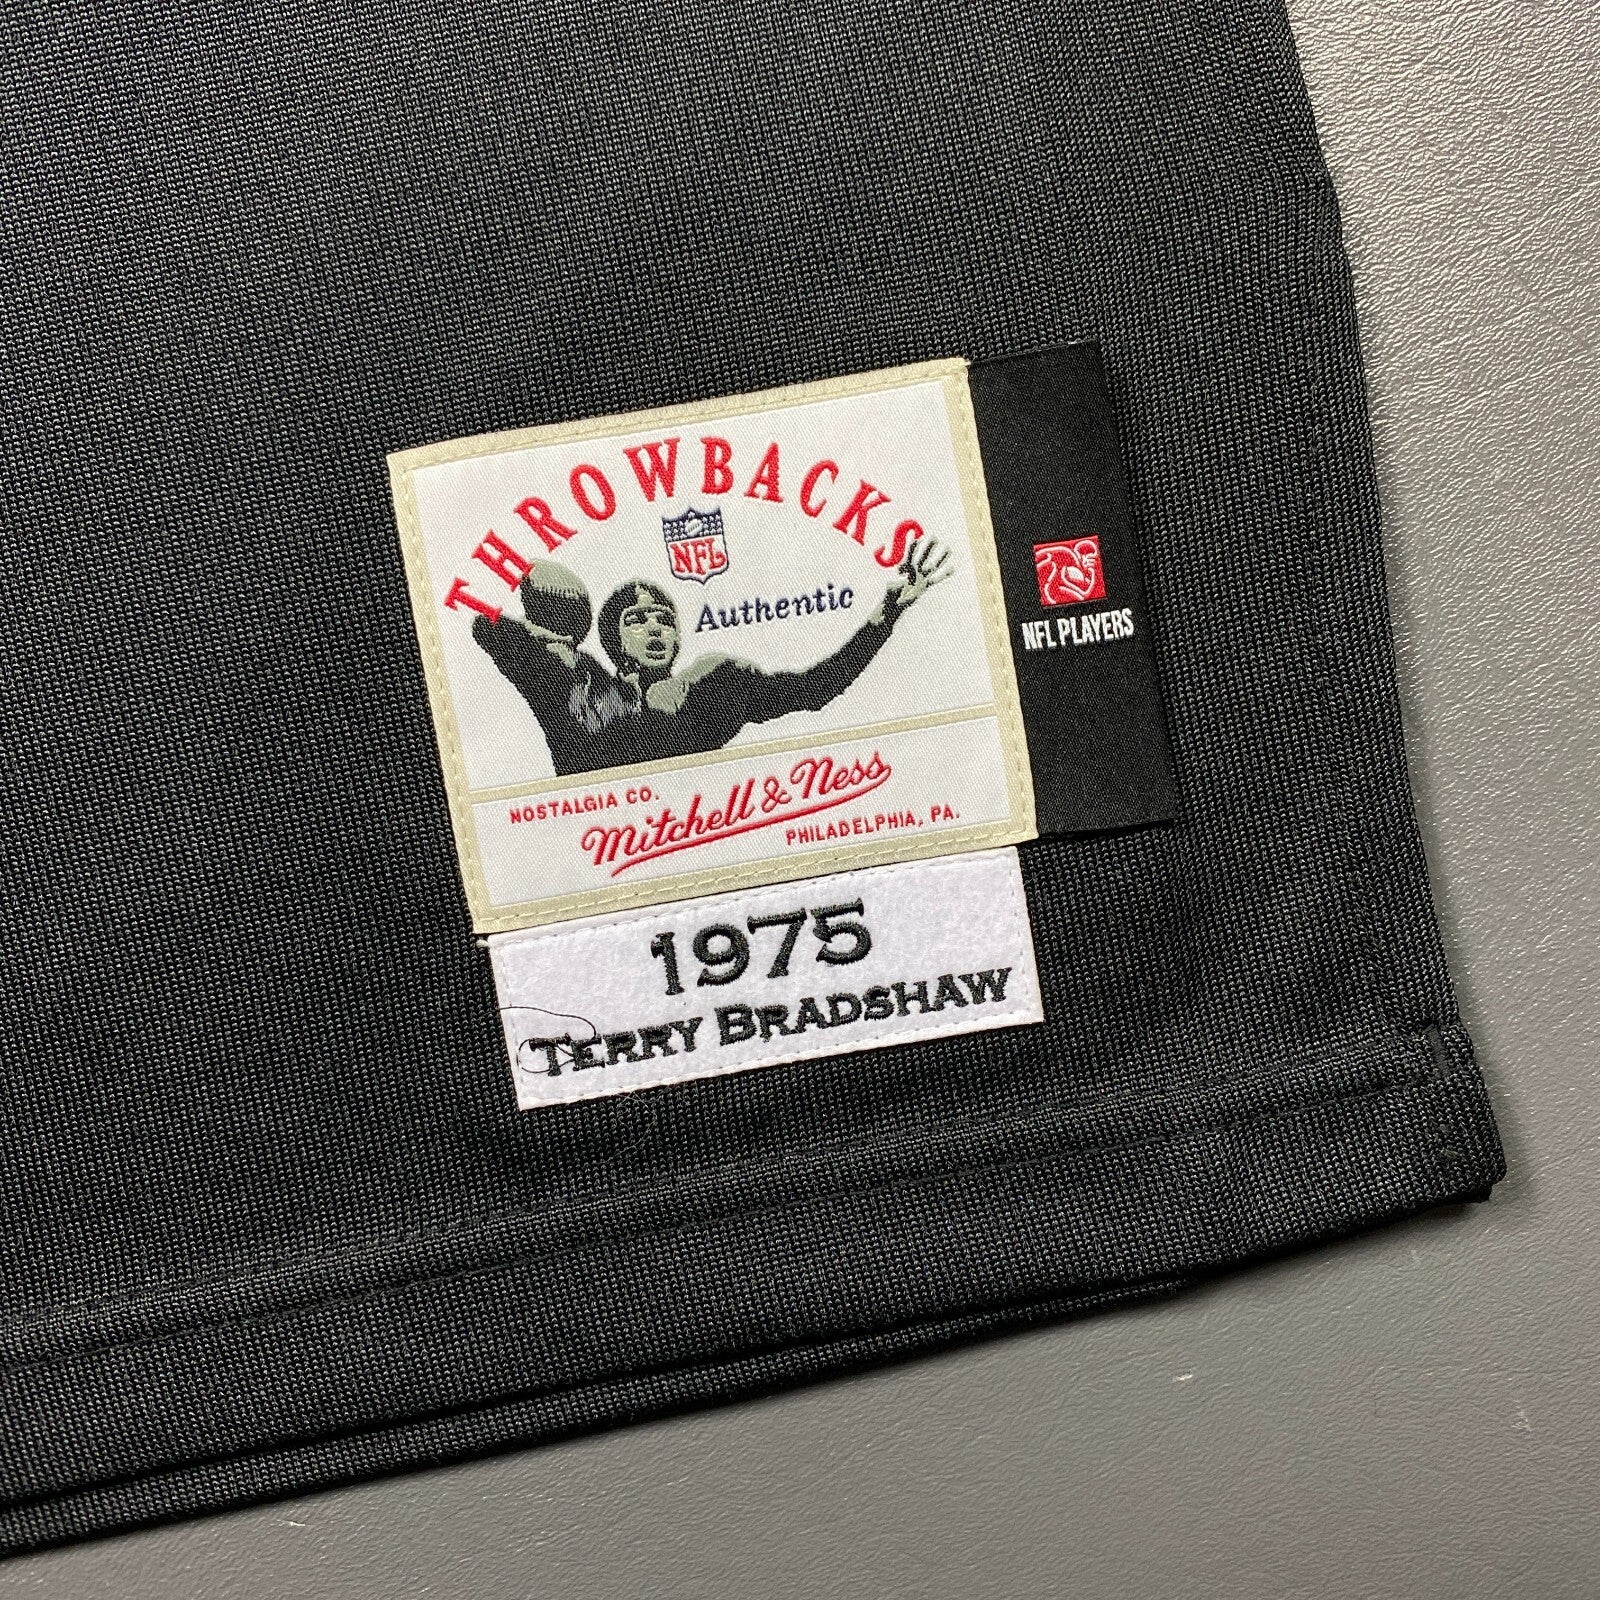 THROWBACKS
NFL
Authentic
NFL PLAYERS
NOSTALGIA CO.
Mitchell & Ness
PHILADELPHIA, PA.
1975
TERRY BRADSHAW